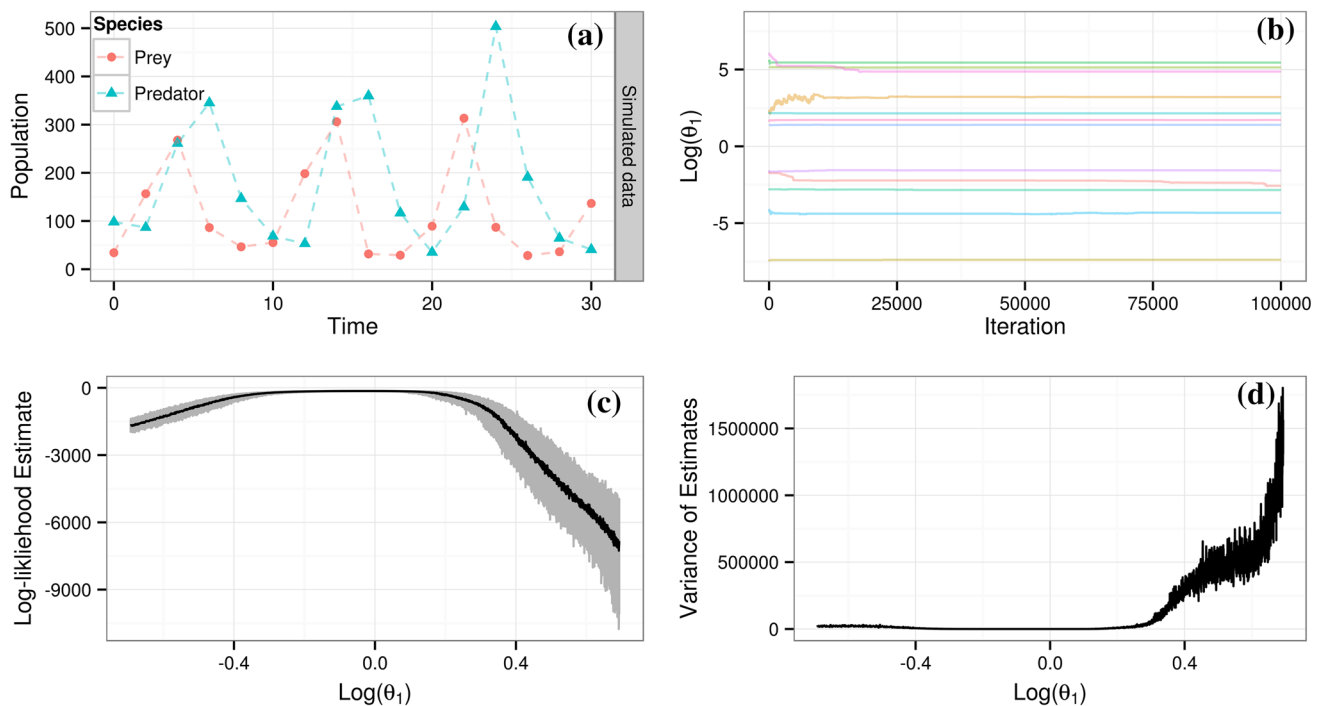 Species
Prey
Predator
(a)
500
400
300
200
100
0
Population
0
10
20
30
Time
Simulated data
(b)
5
0
-5
Log(θ₁)
0
25000
50000
75000
100000
Iteration
(c)
0
-3000
-6000
-9000
Log-likliehood Estimate
-0.4
0.0
0.4
Log(θ₁)
(d)
1500000
1000000
500000
0
Variance of Estimates
-0.4
0.0
0.4
Log(θ₁)